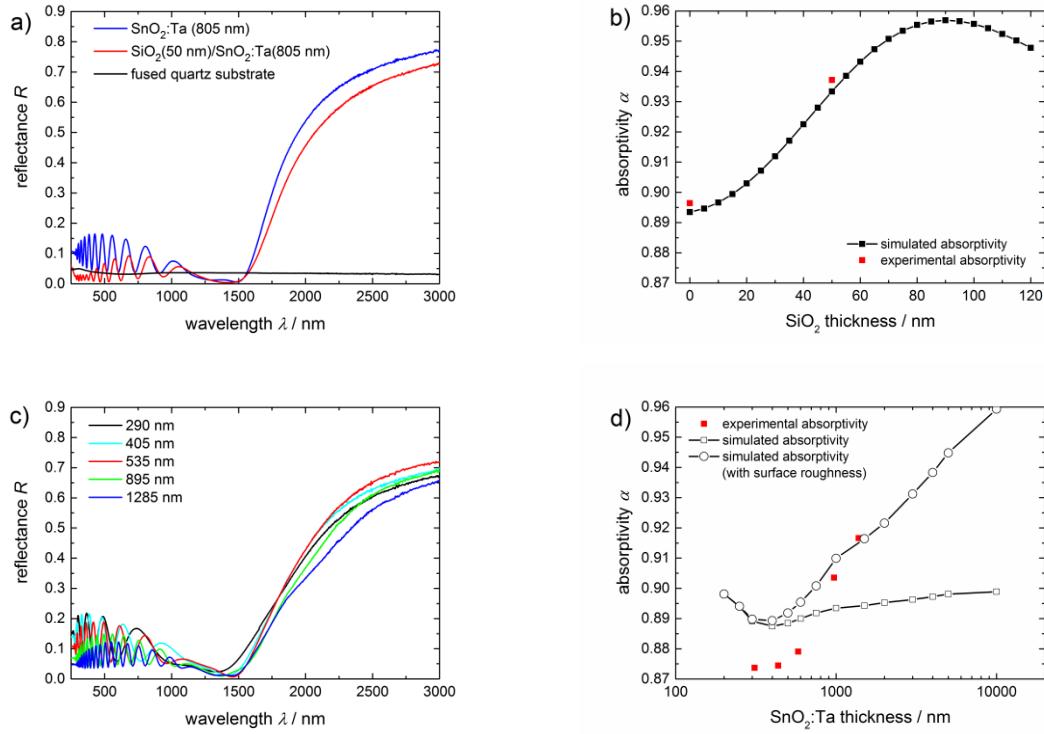 a)
SnO₂:Ta (805 nm)
SiO₂(50 nm)/SnO₂:Ta(805 nm)
fused quartz substrate
reflectance R
0.9
0.8
0.7
0.6
0.5
0.4
0.3
0.2
0.1
0.0
500 1000 1500 2000 2500 3000
wavelength λ / nm
b)
absorptivity α
0.96
0.95
0.94
0.93
0.92
0.91
0.90
0.89
0.88
0.87
simulated absorptivity
experimental absorptivity
0 20 40 60 80 100 120
SiO₂ thickness / nm
c)
290 nm
405 nm
535 nm
895 nm
1285 nm
reflectance R
0.9
0.8
0.7
0.6
0.5
0.4
0.3
0.2
0.1
0.0
500 1000 1500 2000 2500 3000
wavelength λ / nm
d)
experimental absorptivity
simulated absorptivity
simulated absorptivity
(with surface roughness)
absorptivity α
0.96
0.95
0.94
0.93
0.92
0.91
0.90
0.89
0.88
0.87
100 1000 10000
SnO₂:Ta thickness / nm